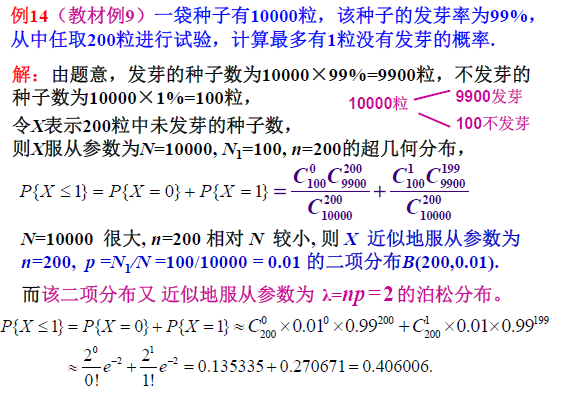 例14（教材例9）一袋种子有10000粒，该种子的发芽率为99%，
从中任取200粒进行试验，计算最多有1粒没有发芽的概率.
解：由题意，发芽的种子数为10000×99%=9900粒，不发芽的
种子数为10000×1%=100粒，
10000粒
9900发芽
100不发芽
令X表示200粒中未发芽的种子数，
则X服从参数为N=10000, N₁=100, n=200的超几何分布，
P{X ≤ 1} = P{X = 0} + P{X = 1} = \frac{C_{100}^{0} C_{9900}^{200}}{C_{10000}^{200}} + \frac{C_{100}^{1} C_{9900}^{199}}{C_{10000}^{200}}
N=10000 很大, n=200 相对 N 较小, 则 X 近似地服从参数为
n=200, p =N₁/N =100/10000 = 0.01 的二项分布B(200,0.01).
而该二项分布又 近似地服从参数为 λ=np=2 的泊松分布。
P{X ≤ 1} = P{X = 0} + P{X = 1} ≈ C_{200}^{0} × 0.01^{0} × 0.99^{200} + C_{200}^{1} × 0.01 × 0.99^{199}
≈ \frac{2^{0}}{0!} e^{-2} + \frac{2^{1}}{1!} e^{-2} = 0.135335 + 0.270671 = 0.406006.